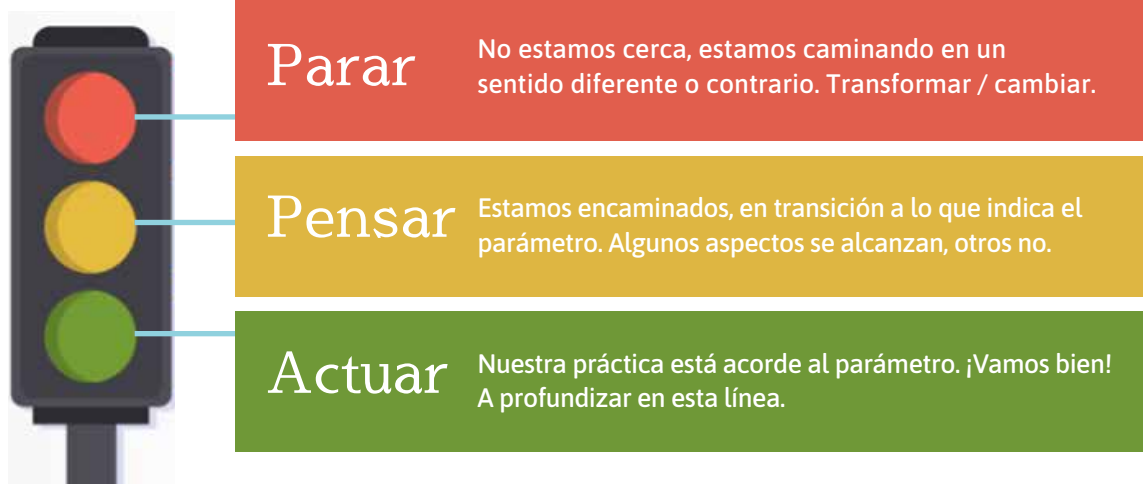 Parar
No estamos cerca, estamos caminando en un
sentido diferente o contrario. Transformar / cambiar.
Pensar
Estamos encaminados, en transición a lo que indica el
parámetro. Algunos aspectos se alcanzan, otros no.
Actuar
Nuestra práctica está acorde al parámetro. ¡Vamos bien!
A profundizar en esta línea.